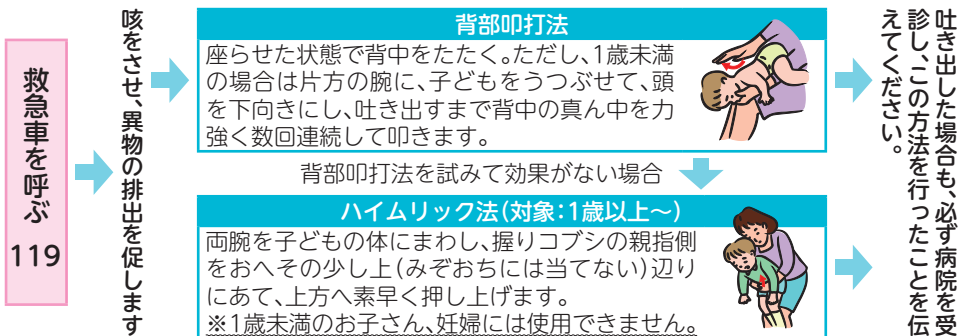 救急車を呼ぶ
119
咳をさせ、異物の排出を促します
背部叩打法
座らせた状態で背中をたたく。ただし、1歳未満
の場合は片方の腕に、子どもをうつぶせて、頭
を下向きにし、吐き出すまで背中の真ん中を力
強く数回連続して叩きます。
背部叩打法を試みて効果がない場合
ハイムリック法(対象:1歳以上~)
両腕を子どもの体にまわし、握りコブシの親指側
をおへその少し上(みぞおちには当てない)辺り
にあて、上方へ素早く押し上げます。
※1歳未満のお子さん、妊婦には使用できません。
吐き出した場合も、必ず病院を受
診し、この方法を行ったことを伝
えてください。